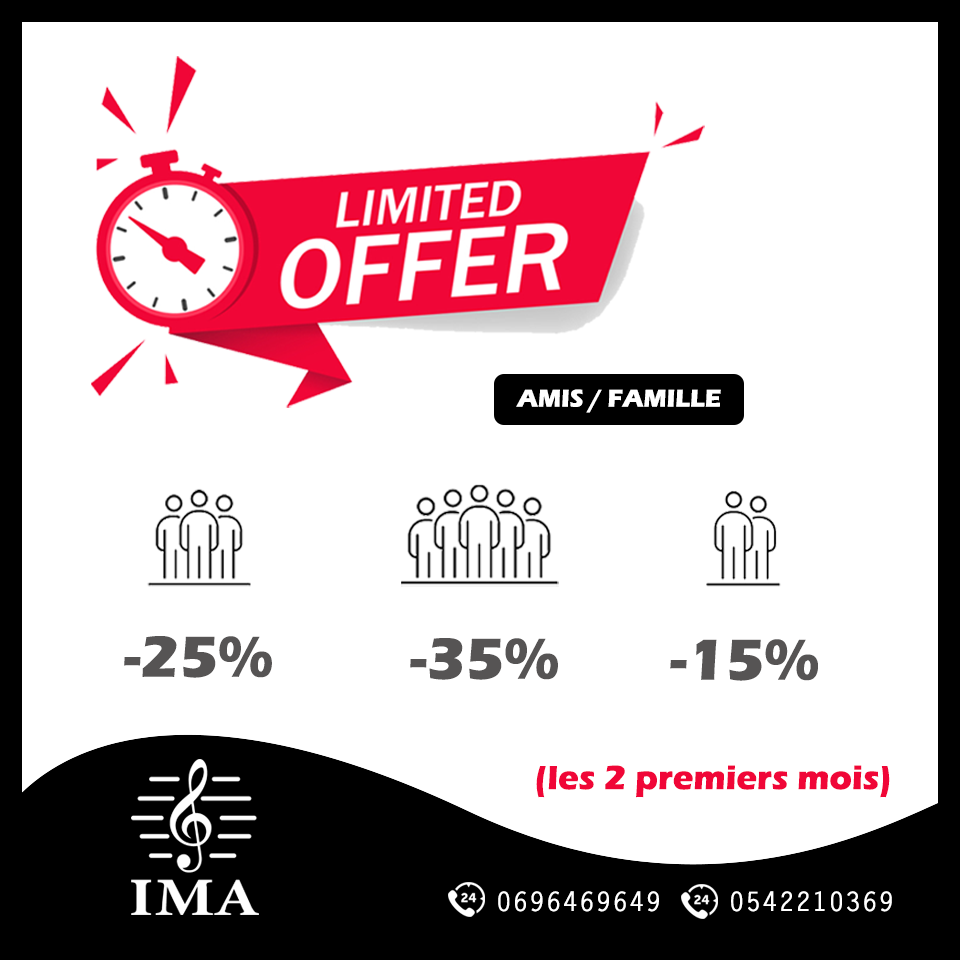 LIMITED
OFFER
AMIS / FAMILLE
-25% -35% -15%
(les 2 premiers mois)
IMA
24 0696469649 24 0542210369